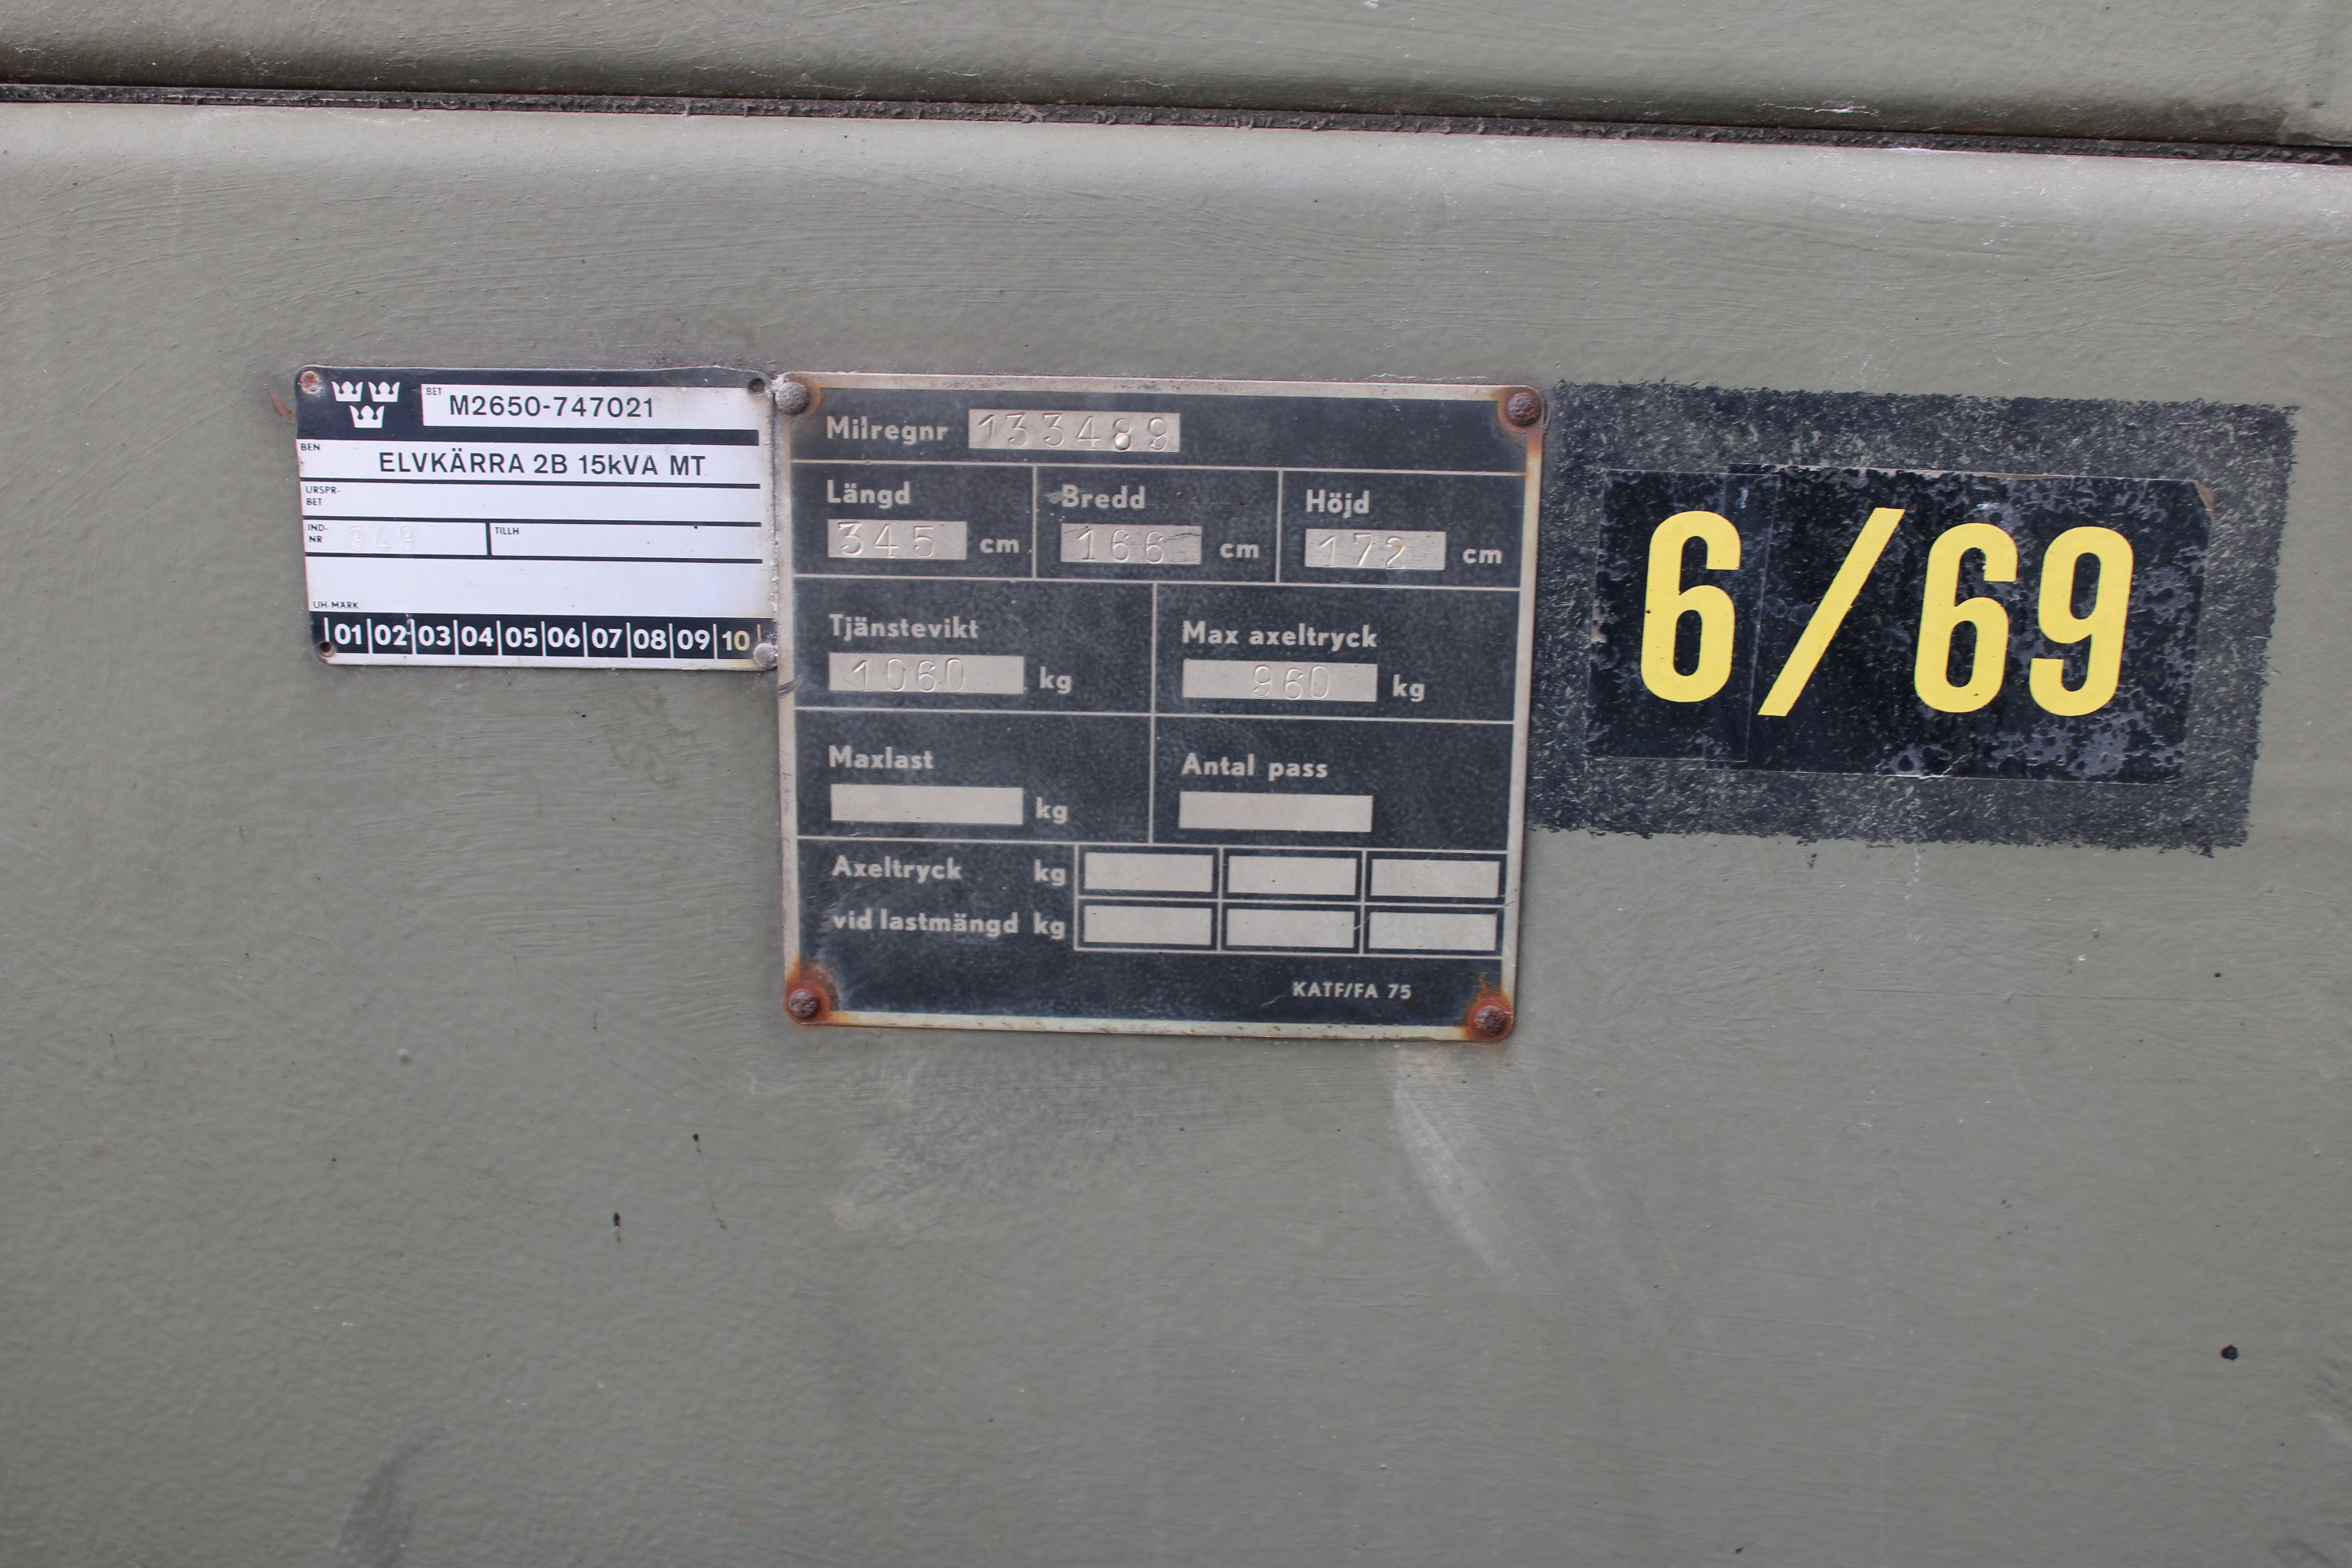 BET M2650-747021
BEN
ELVKÄRRA 2B 15kVA MT
URSPR-
BET
IND-
NR 949
TILLH
UH-MÄRK
01 02 03 04 05 06 07 08 09 10
Milregnr 133489
Längd Bredd Höjd
345 cm 166 cm 172 cm
Tjänstevikt Max axeltryck
1060 kg 960 kg
Maxlast Antal pass
kg
Axeltryck kg
vid lastmängd kg
KATF/FA 75
6/69